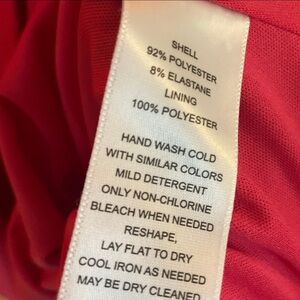 SHELL
92% POLYESTER
8% ELASTANE
LINING
100% POLYESTER
HAND WASH COLD
WITH SIMILAR COLORS
MILD DETERGENT
ONLY NON-CHLORINE
BLEACH WHEN NEEDED
RESHAPE,
LAY FLAT TO DRY
COOL IRON AS NEEDED
MAY BE DRY CLEANED